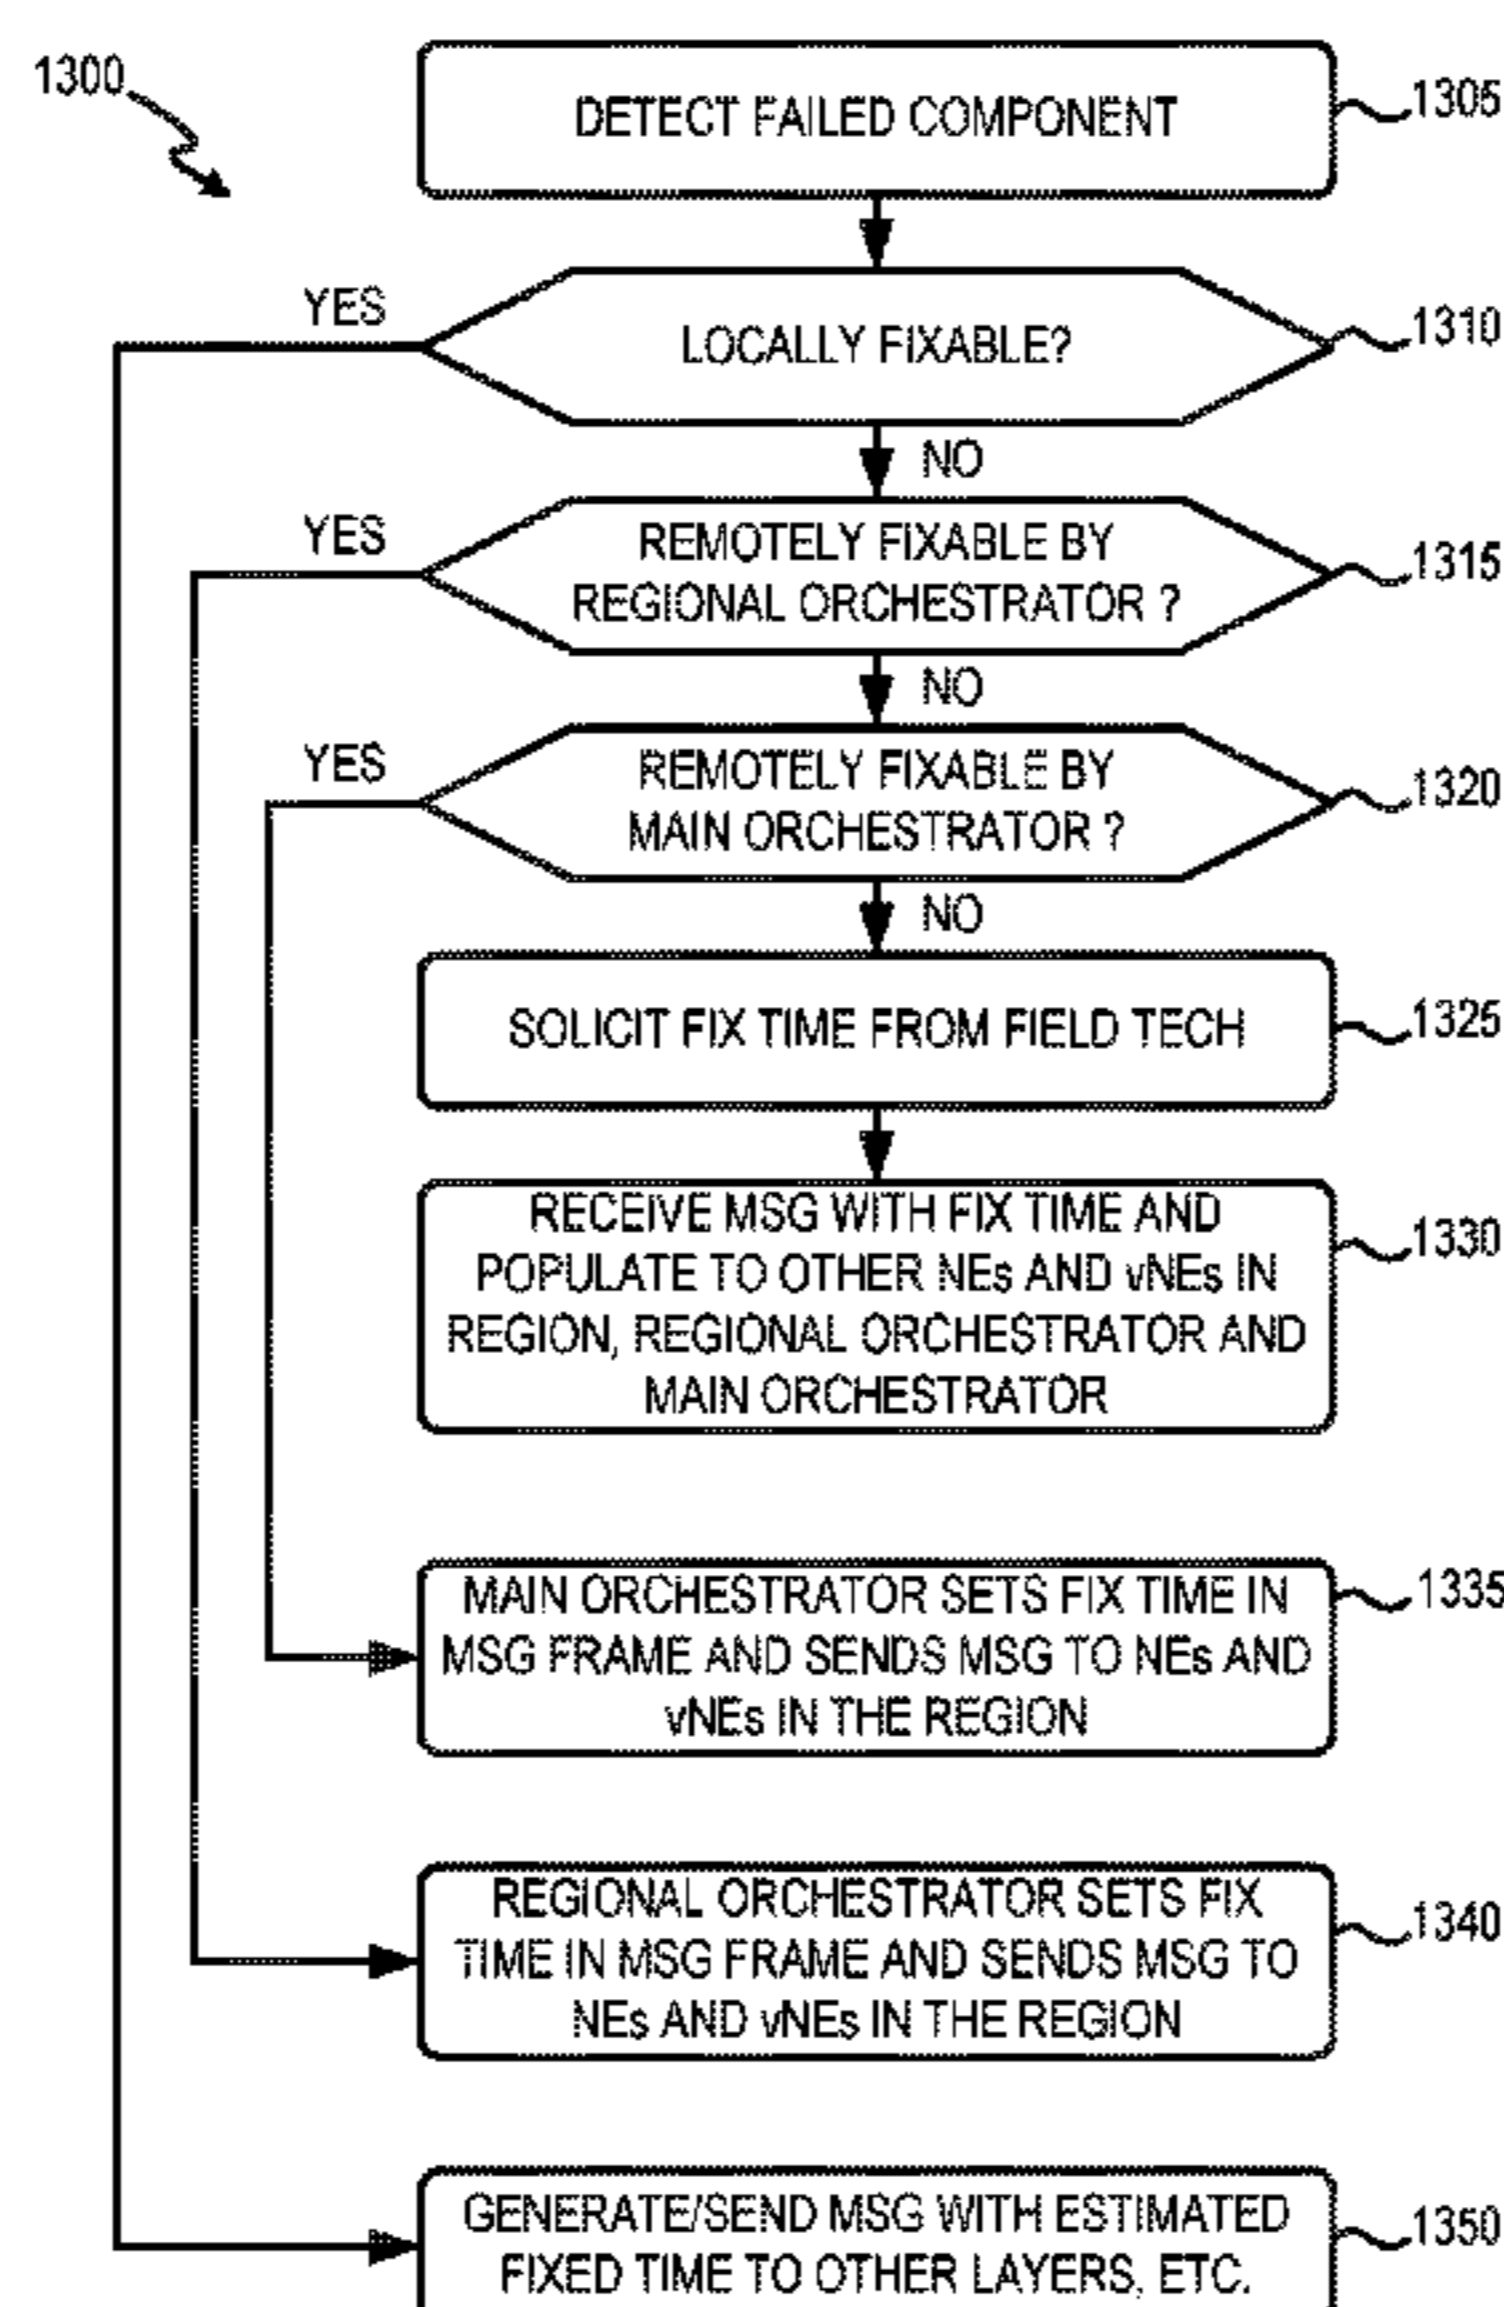 1300
DETECT FAILED COMPONENT
1305
YES
LOCALLY FIXABLE?
1310
NO
YES
REMOTELY FIXABLE BY
REGIONAL ORCHESTRATOR ?
1315
NO
YES
REMOTELY FIXABLE BY
MAIN ORCHESTRATOR ?
1320
NO
SOLICIT FIX TIME FROM FIELD TECH
1325
RECEIVE MSG WITH FIX TIME AND
POPULATE TO OTHER NEs AND vNEs IN
REGION, REGIONAL ORCHESTRATOR AND
MAIN ORCHESTRATOR
1330
MAIN ORCHESTRATOR SETS FIX TIME IN
MSG FRAME AND SENDS MSG TO NEs AND
vNEs IN THE REGION
1335
REGIONAL ORCHESTRATOR SETS FIX
TIME IN MSG FRAME AND SENDS MSG TO
NEs AND vNEs IN THE REGION
1340
GENERATE/SEND MSG WITH ESTIMATED
FIXED TIME TO OTHER LAYERS, ETC.
1350